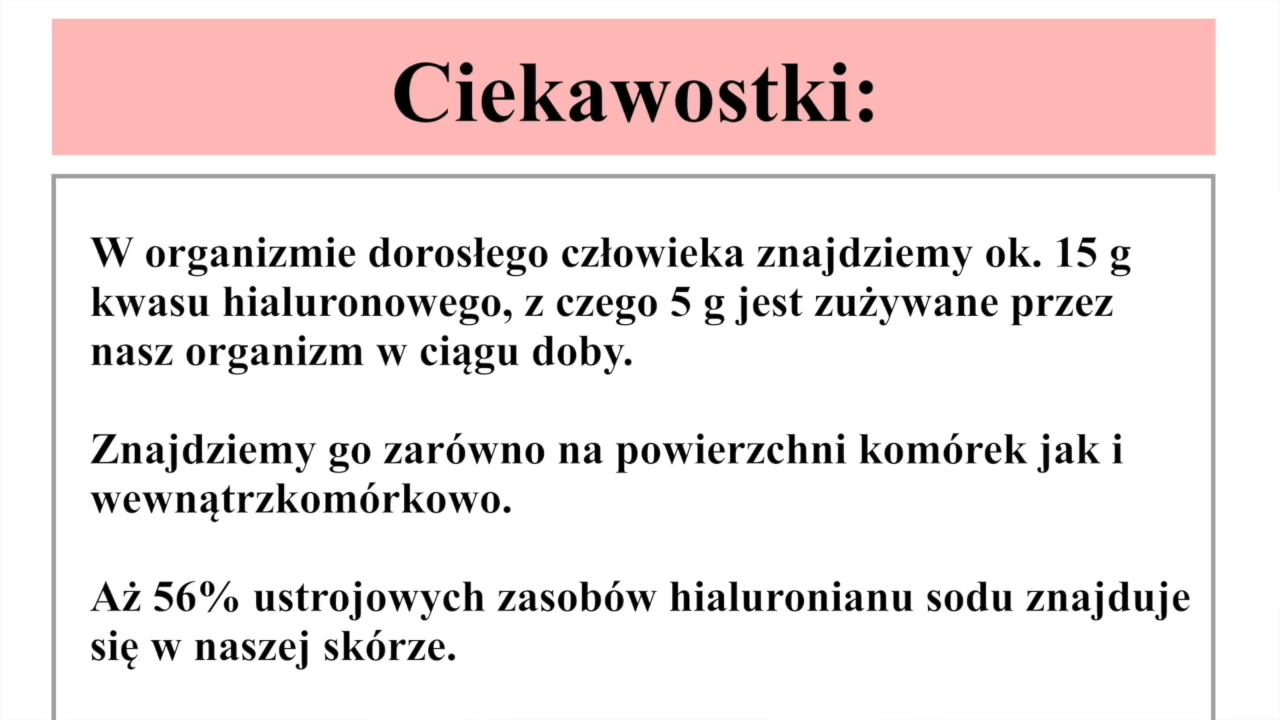 Ciekawostki:
W organizmie dorosłego człowieka znajdziemy ok. 15 g
kwasu hialuronowego, z czego 5 g jest zużywane przez
nasz organizm w ciągu doby.
Znajdziemy go zarówno na powierzchni komórek jak i
wewnątrzkomórkowo.
Aż 56% ustrojowych zasobów hialuronianu sodu znajduje
się w naszej skórze.